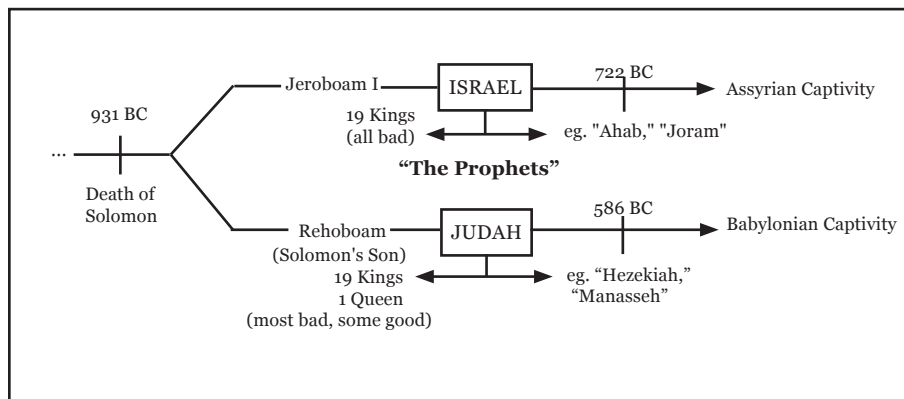 931 BC
...
Death of
Solomon
Jeroboam I
ISRAEL
722 BC
Assyrian Captivity
19 Kings
(all bad)
eg. "Ahab," "Joram"
“The Prophets”
Rehoboam
(Solomon's Son)
JUDAH
586 BC
Babylonian Captivity
19 Kings
1 Queen
(most bad, some good)
eg. “Hezekiah,”
“Manasseh”